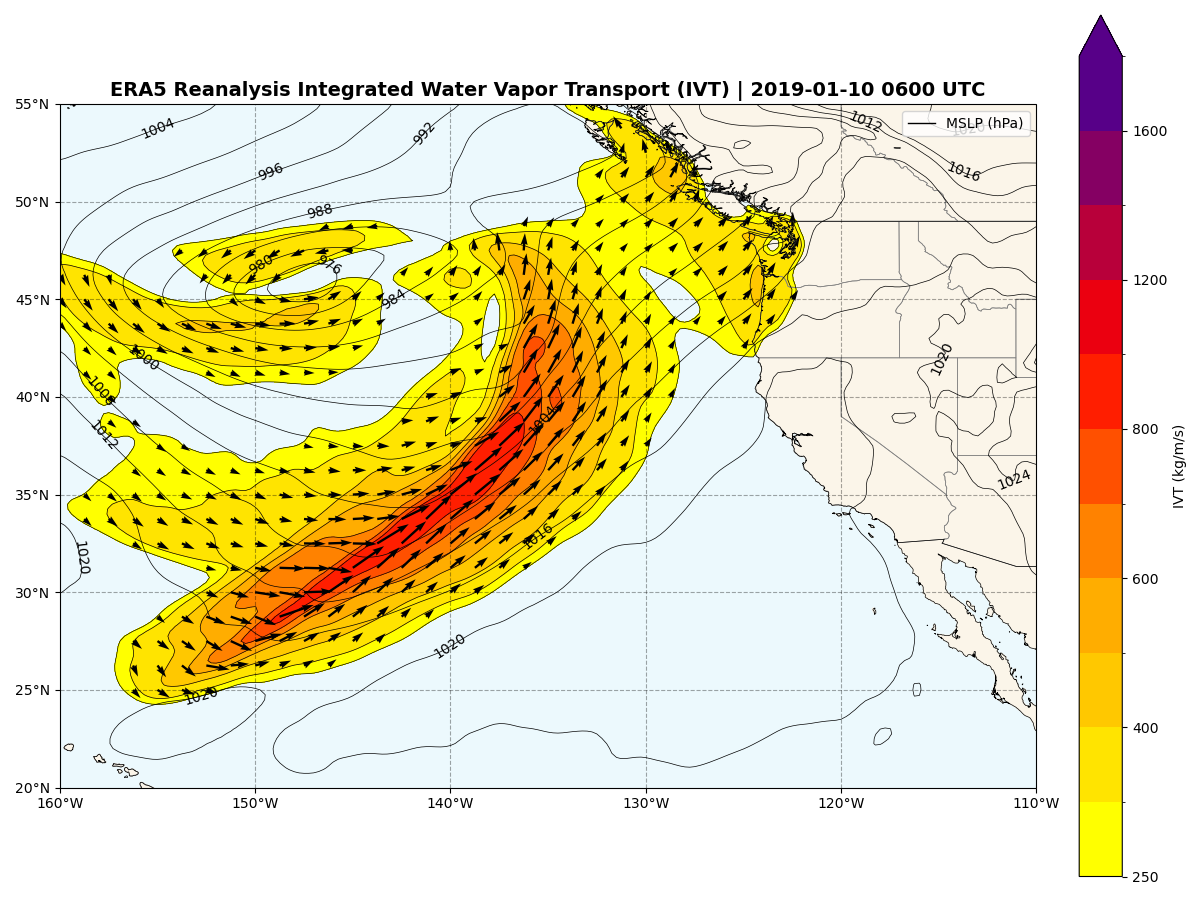 ERA5 Reanalysis Integrated Water Vapor Transport (IVT) | 2019-01-10 0600 UTC
MSLP (hPa)
55°N
50°N
45°N
40°N
35°N
30°N
25°N
20°N
160°W
150°W
140°W
130°W
120°W
110°W
1004
992
996
988
980
976
984
1000
1008
1012
1020
1004
1016
1020
1020
1012
1016
1020
1020
1024
1600
1200
800
600
400
250
IVT (kg/m/s)